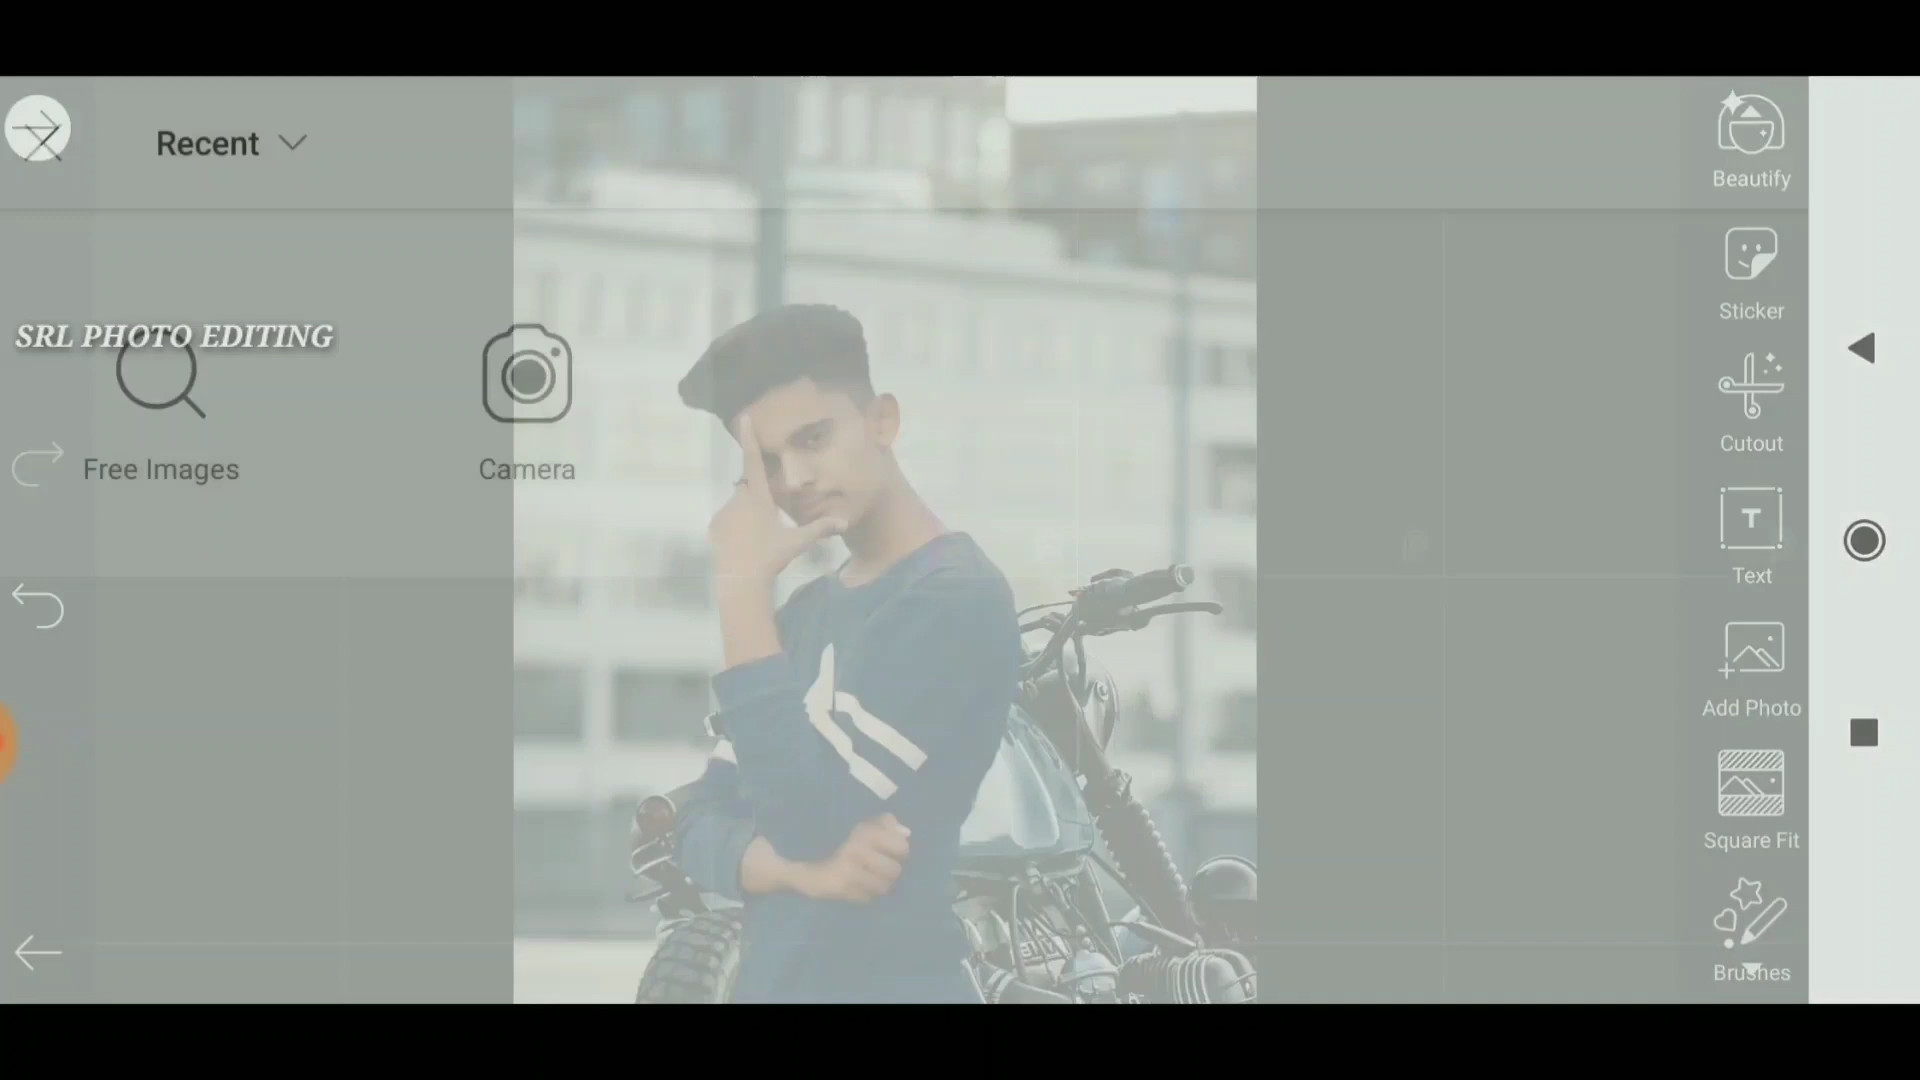 Recent
SRL PHOTO EDITING
Free Images
Camera
Beautify
Sticker
Cutout
Text
Add Photo
Square Fit
Brushes